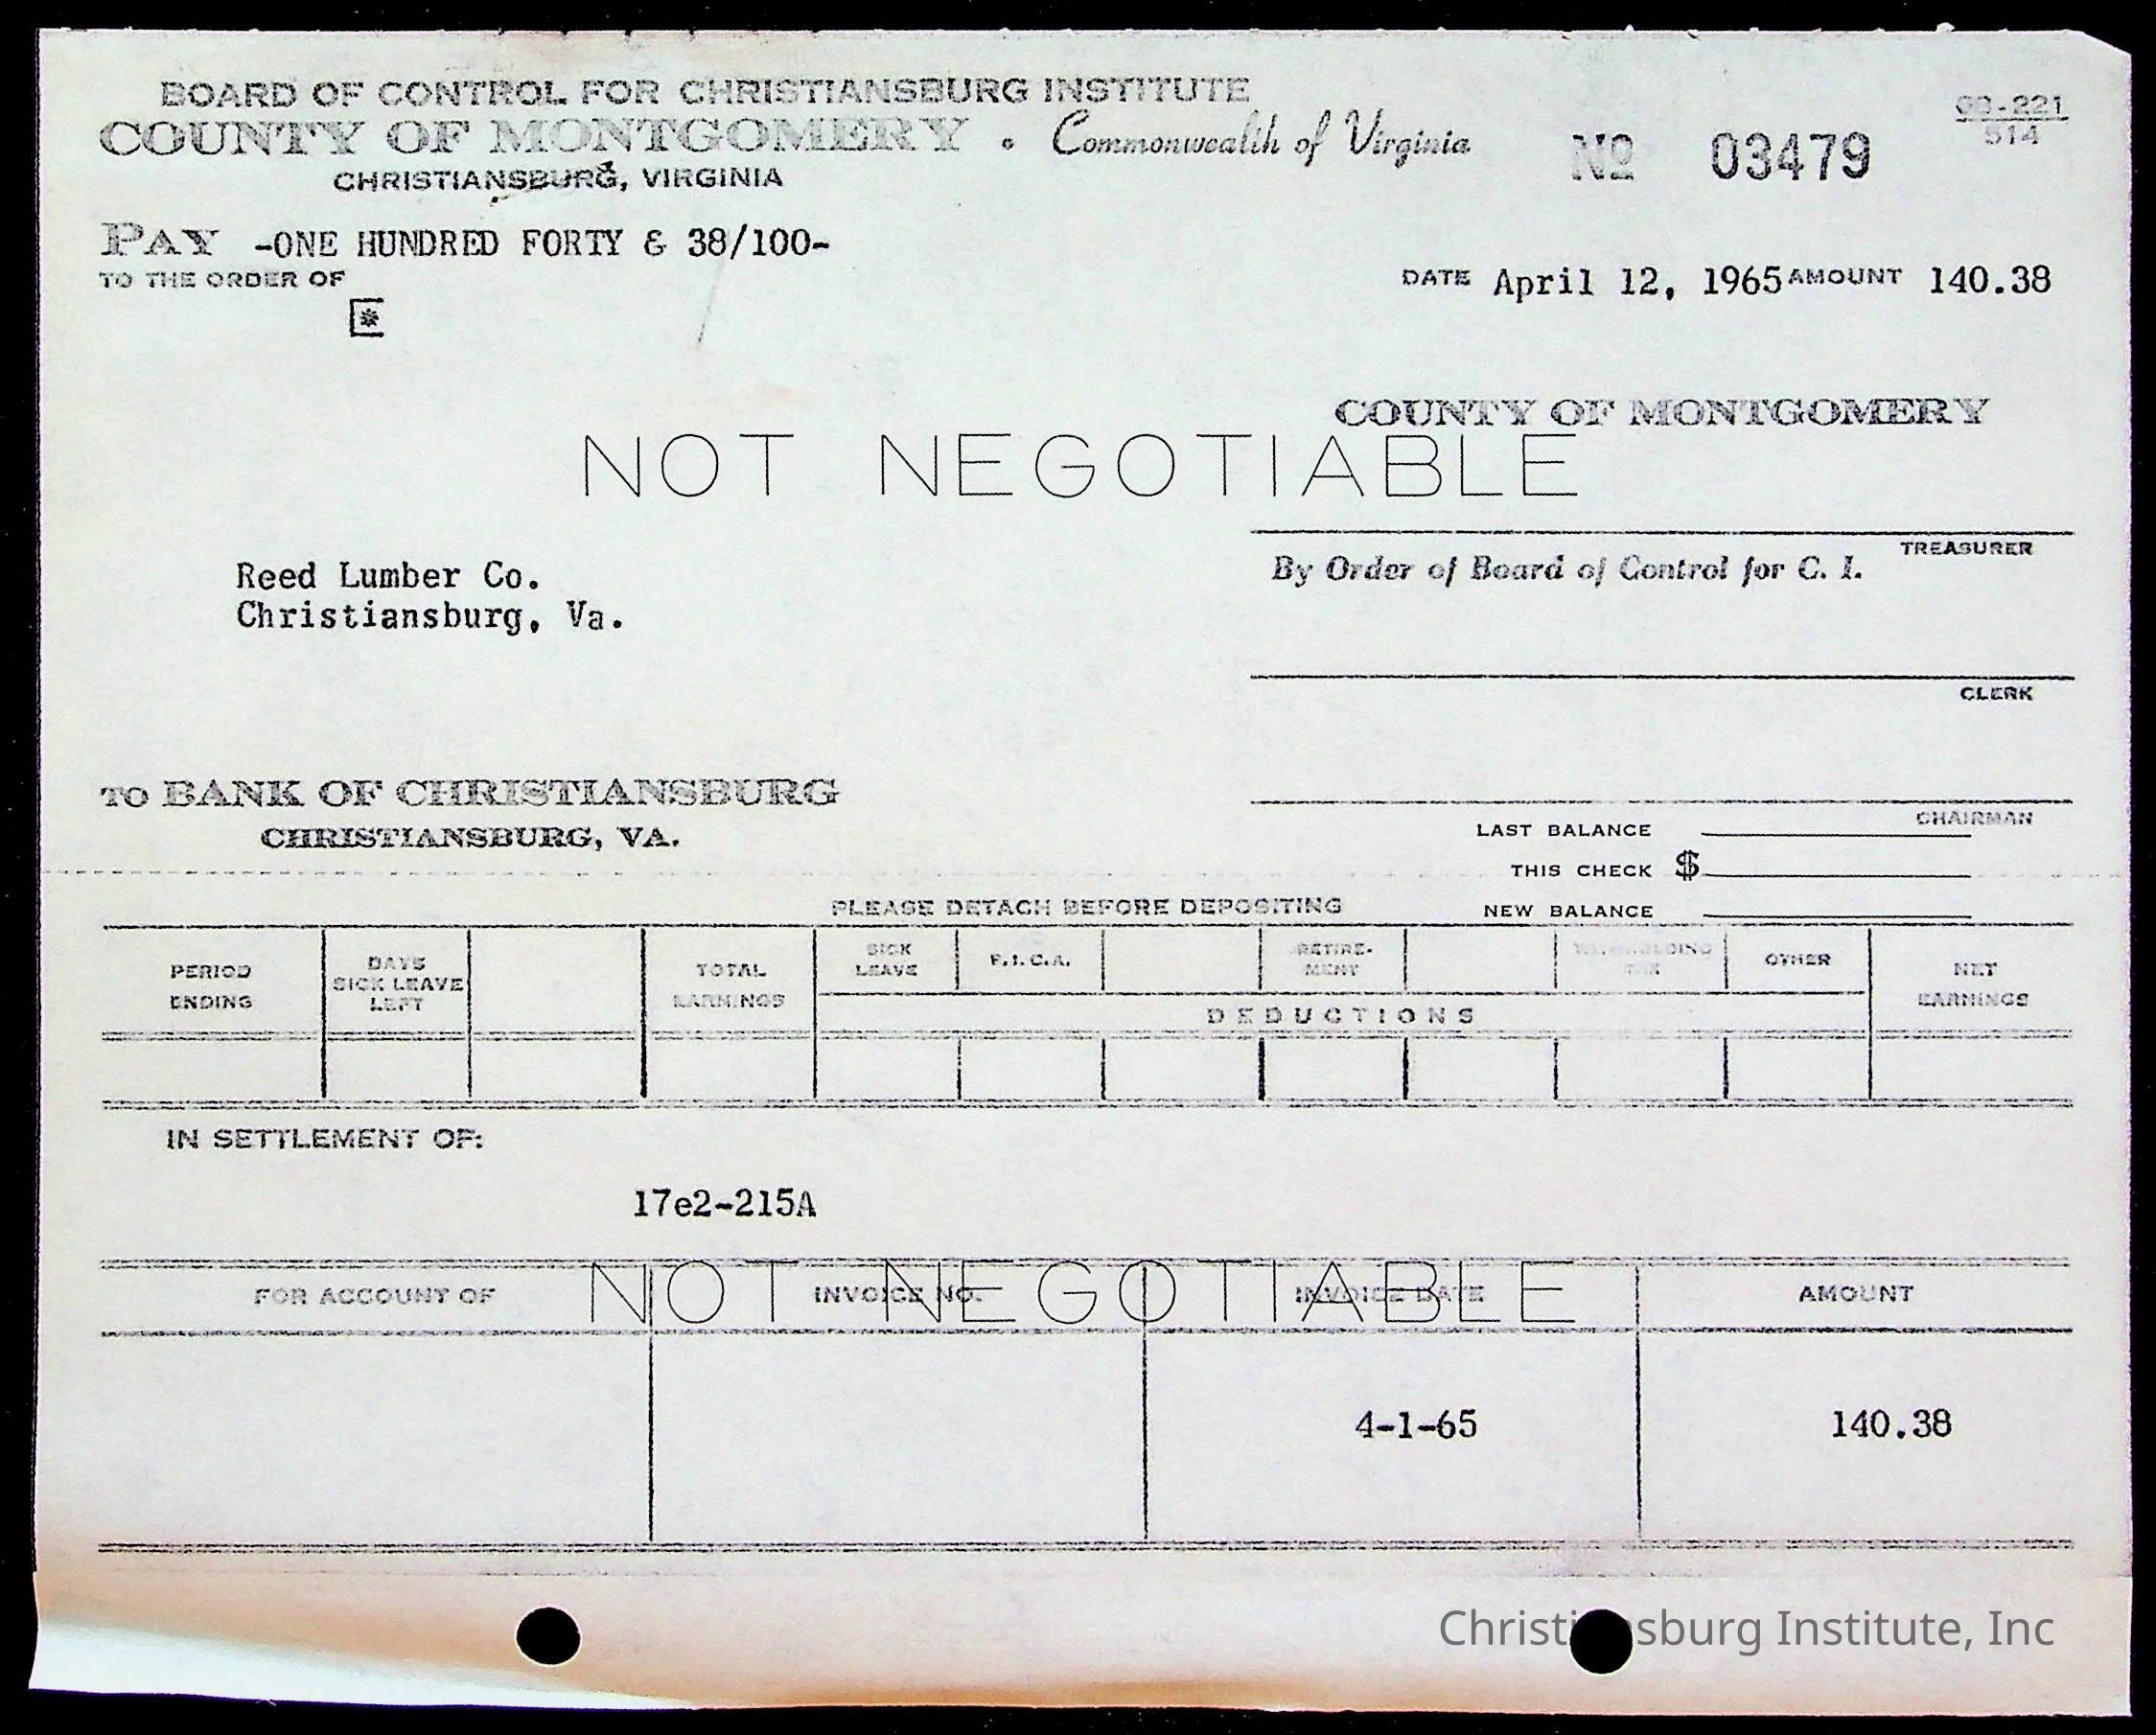 BOARD OF CONTROL FOR CHRISTIANSBURG INSTITUTE
COUNTY OF MONTGOMERY • Commonwealth of Virginia
CHRISTIANSBURG, VIRGINIA
No 03479
-221
514
PAY -ONE HUNDRED FORTY & 38/100-
TO THE ORDER OF
DATE April 12, 1965 AMOUNT 140.38
*
COUNTY OF MONTGOMERY
NOT NEGOTIABLE
TREASURER
Reed Lumber Co.
Christiansburg, Va.
By Order of Board of Control for C. I.
CLERK
TO BANK OF CHRISTIANSBURG
CHRISTIANSBURG, VA.
CHAIRMAN
LAST BALANCE
THIS CHECK $
NEW BALANCE
PLEASE DETACH BEFORE DEPOSITING
PERIOD ENDING
DAYS SICK LEAVE LEFT
TOTAL EARNINGS
SICK LEAVE
F.I.C.A.
RETIRE-MENT
WITHHOLDING TAX
OTHER
NET EARNINGS
DEDUCTIONS
IN SETTLEMENT OF:
17e2-215A
NOT NEGOTIABLE
FOR ACCOUNT OF
INVOICE NO.
INVOICE DATE
AMOUNT
4-1-65
140.38
Christiansburg Institute, Inc